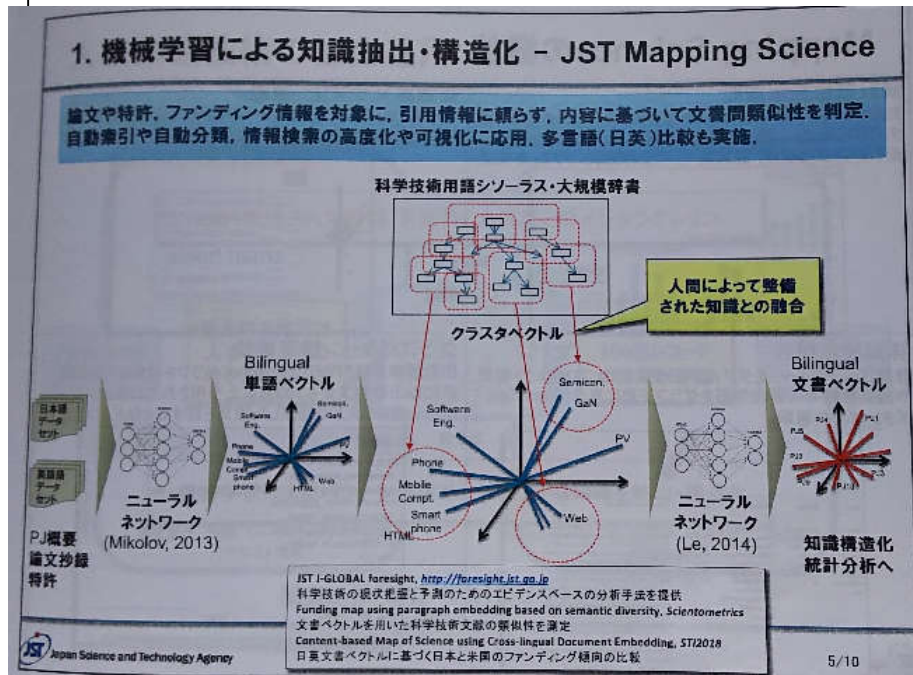 1. 機械学習による知識抽出・構造化 – JST Mapping Science
論文や特許, ファンディング情報を対象に, 引用情報に頼らず, 内容に基づいて文書間類似性を判定.
自動索引や自動分類, 情報検索の高度化や可視化に応用. 多言語(日英)比較も実施.
科学技術用語シソーラス・大規模辞書
人間によって整備
された知識との融合
クラスタベクトル
Bilingual
単語ベクトル
Semicon.
GaN
Software
Eng.
PV
Phone
Mobile
Compt.
Smart
phone
HTML
Web
Semicon.
GaN
Software
Eng.
PV
Phone
Mobile
Compt.
Smart
phone
HTML
Web
Bilingual
文書ベクトル
PJ4
PJ1
PJ5
PJ3
日本語
データ
セット
英語語
データ
セット
PJ概要
論文抄録
特許
ニューラル
ネットワーク
(Mikolov, 2013)
ニューラル
ネットワーク
(Le, 2014)
知識構造化
統計分析へ
JST J-GLOBAL foresight, http://foresight.jst.go.jp
科学技術の現状把握と予測のためのエビデンスベースの分析手法を提供
Funding map using paragraph embedding based on semantic diversity, Scientometrics
文書ベクトルを用いた科学技術文献の類似性を測定
Content-based Map of Science using Cross-lingual Document Embedding, STI2018
日英文書ベクトルに基づく日本と米国のファンディング傾向の比較
JST Japan Science and Technology Agency
5/10